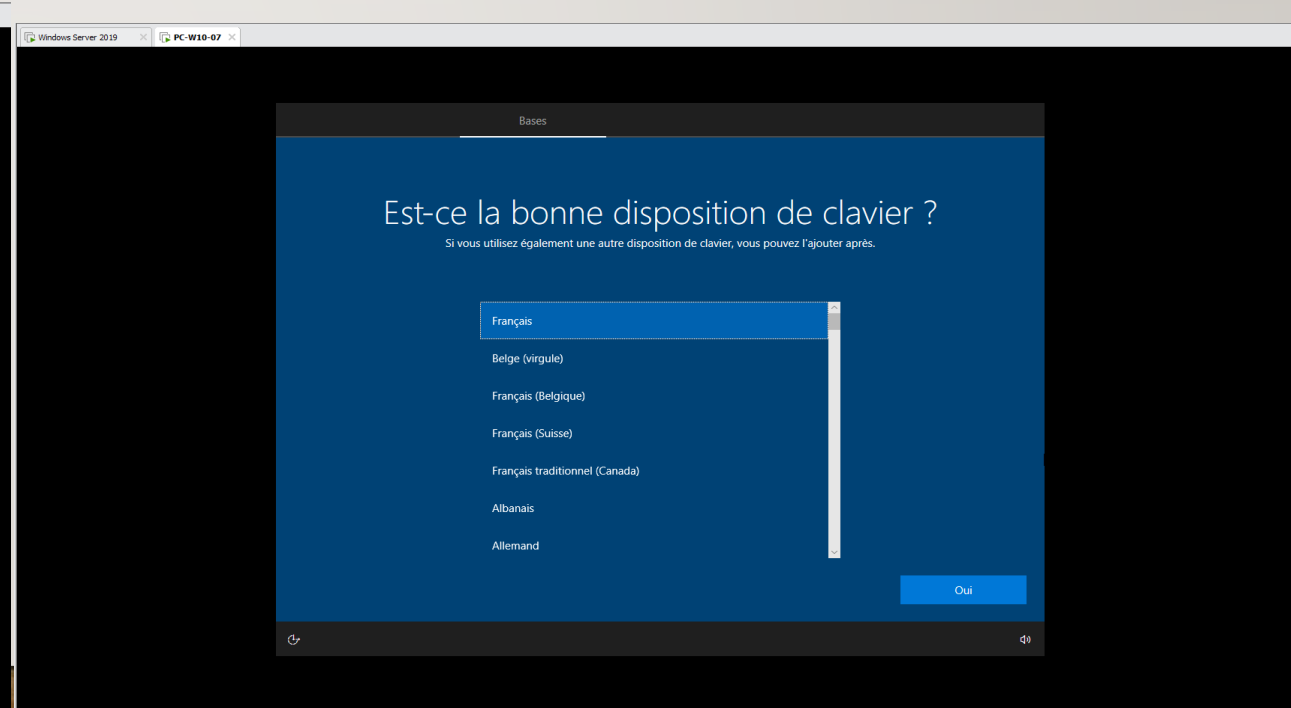 Windows Server 2019
PC-W10-07
Bases
Est-ce la bonne disposition de clavier ?
Si vous utilisez également une autre disposition de clavier, vous pouvez l'ajouter après.
Français
Belge (virgule)
Français (Belgique)
Français (Suisse)
Français traditionnel (Canada)
Albanais
Allemand
Oui